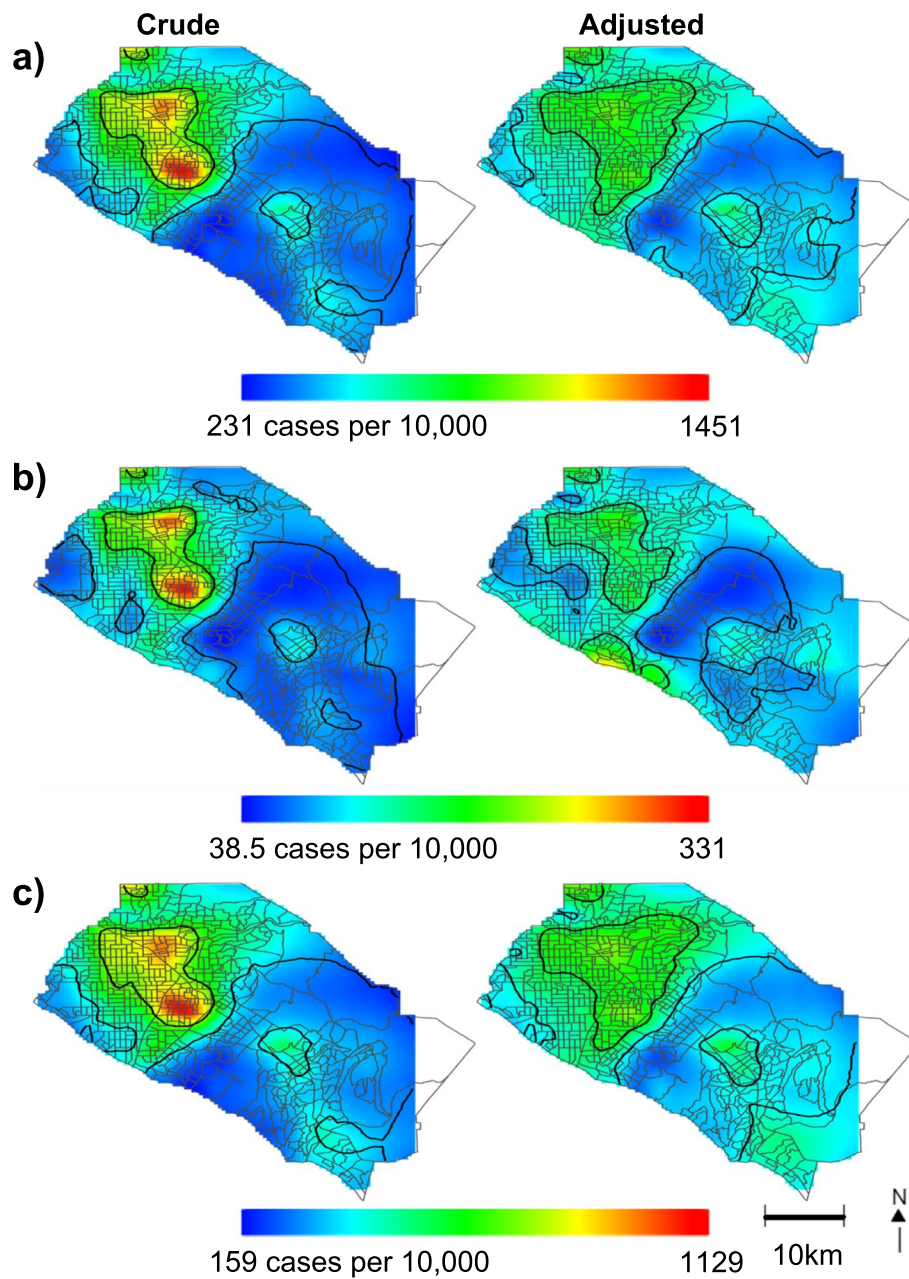 Crude Adjusted
a)
231 cases per 10,000 1451
b)
38.5 cases per 10,000 331
c)
159 cases per 10,000 1129
10km
N